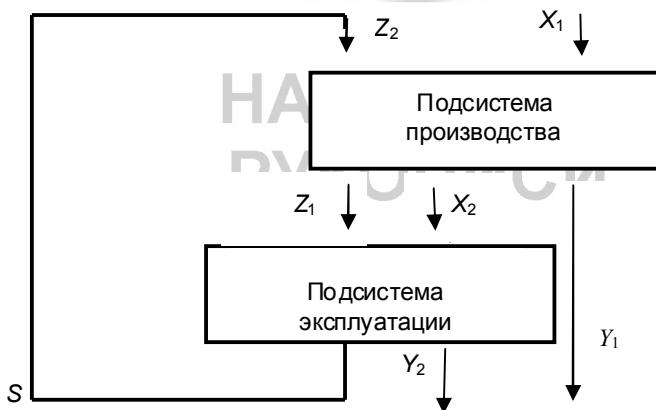 Z2 X1
Подсистема
производства
Z1 X2
Подсистема
эксплуатации
Y1
Y2
S